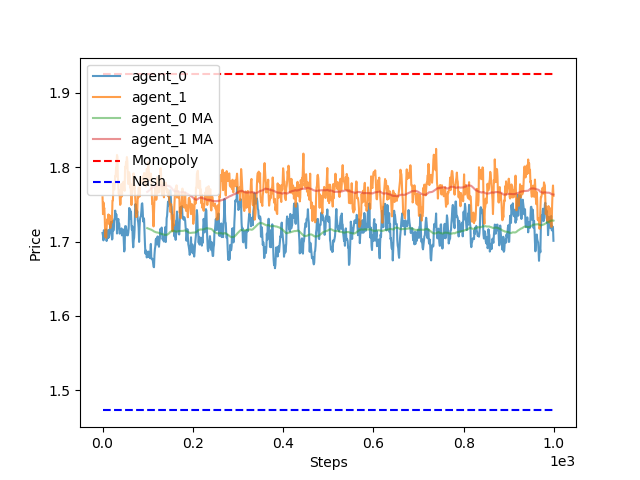 agent_0
agent_1
agent_0 MA
agent_1 MA
Monopoly
Nash
1.9
1.8
1.7
1.6
1.5
Price
0.0 0.2 0.4 0.6 0.8 1.0
1e3
Steps